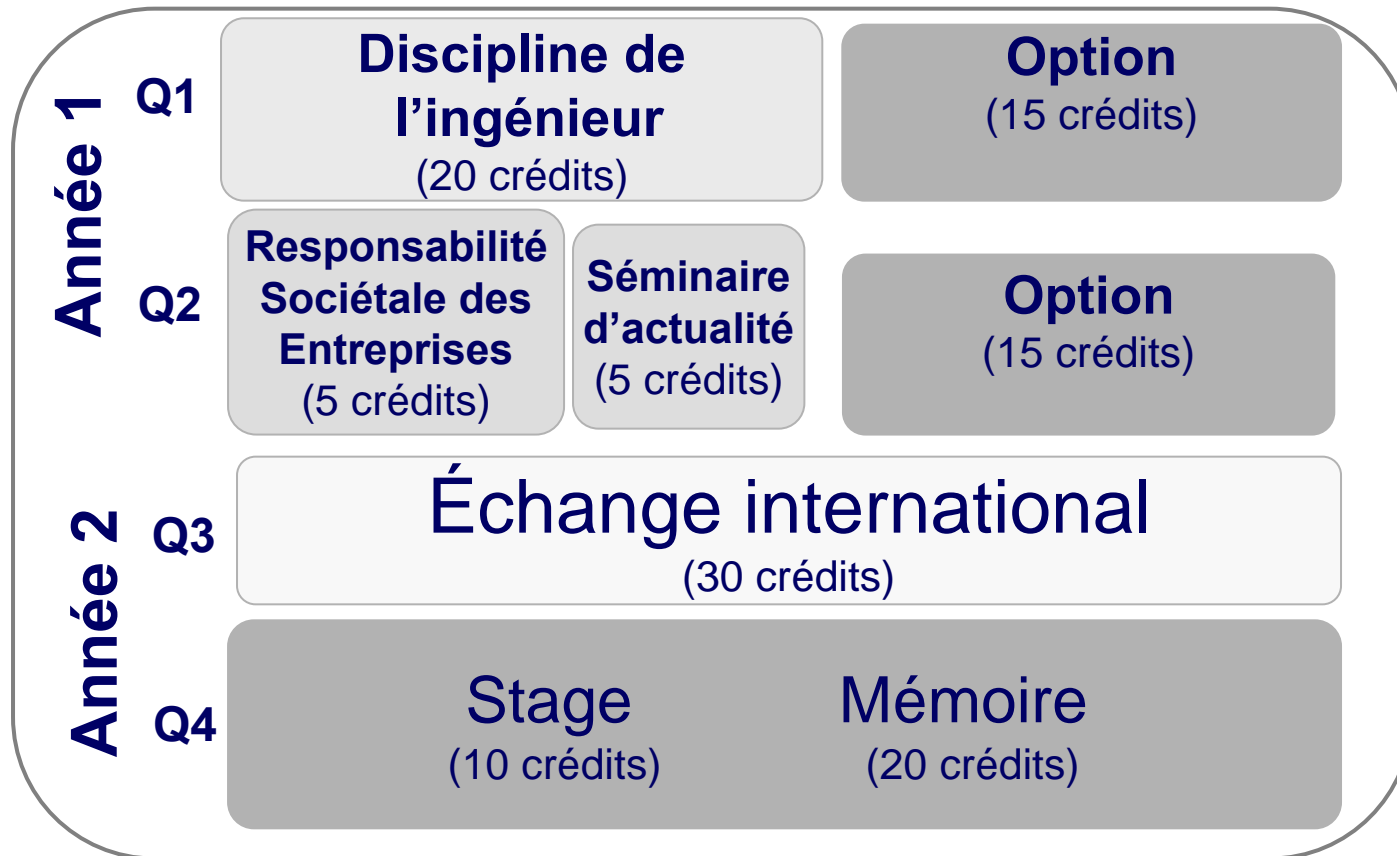 Année 1
Q1
Discipline de
l’ingénieur
(20 crédits)
Option
(15 crédits)
Q2
Responsabilité
Sociétale des
Entreprises
(5 crédits)
Séminaire
d’actualité
(5 crédits)
Option
(15 crédits)
Année 2
Q3
Échange international
(30 crédits)
Q4
Stage
(10 crédits)
Mémoire
(20 crédits)